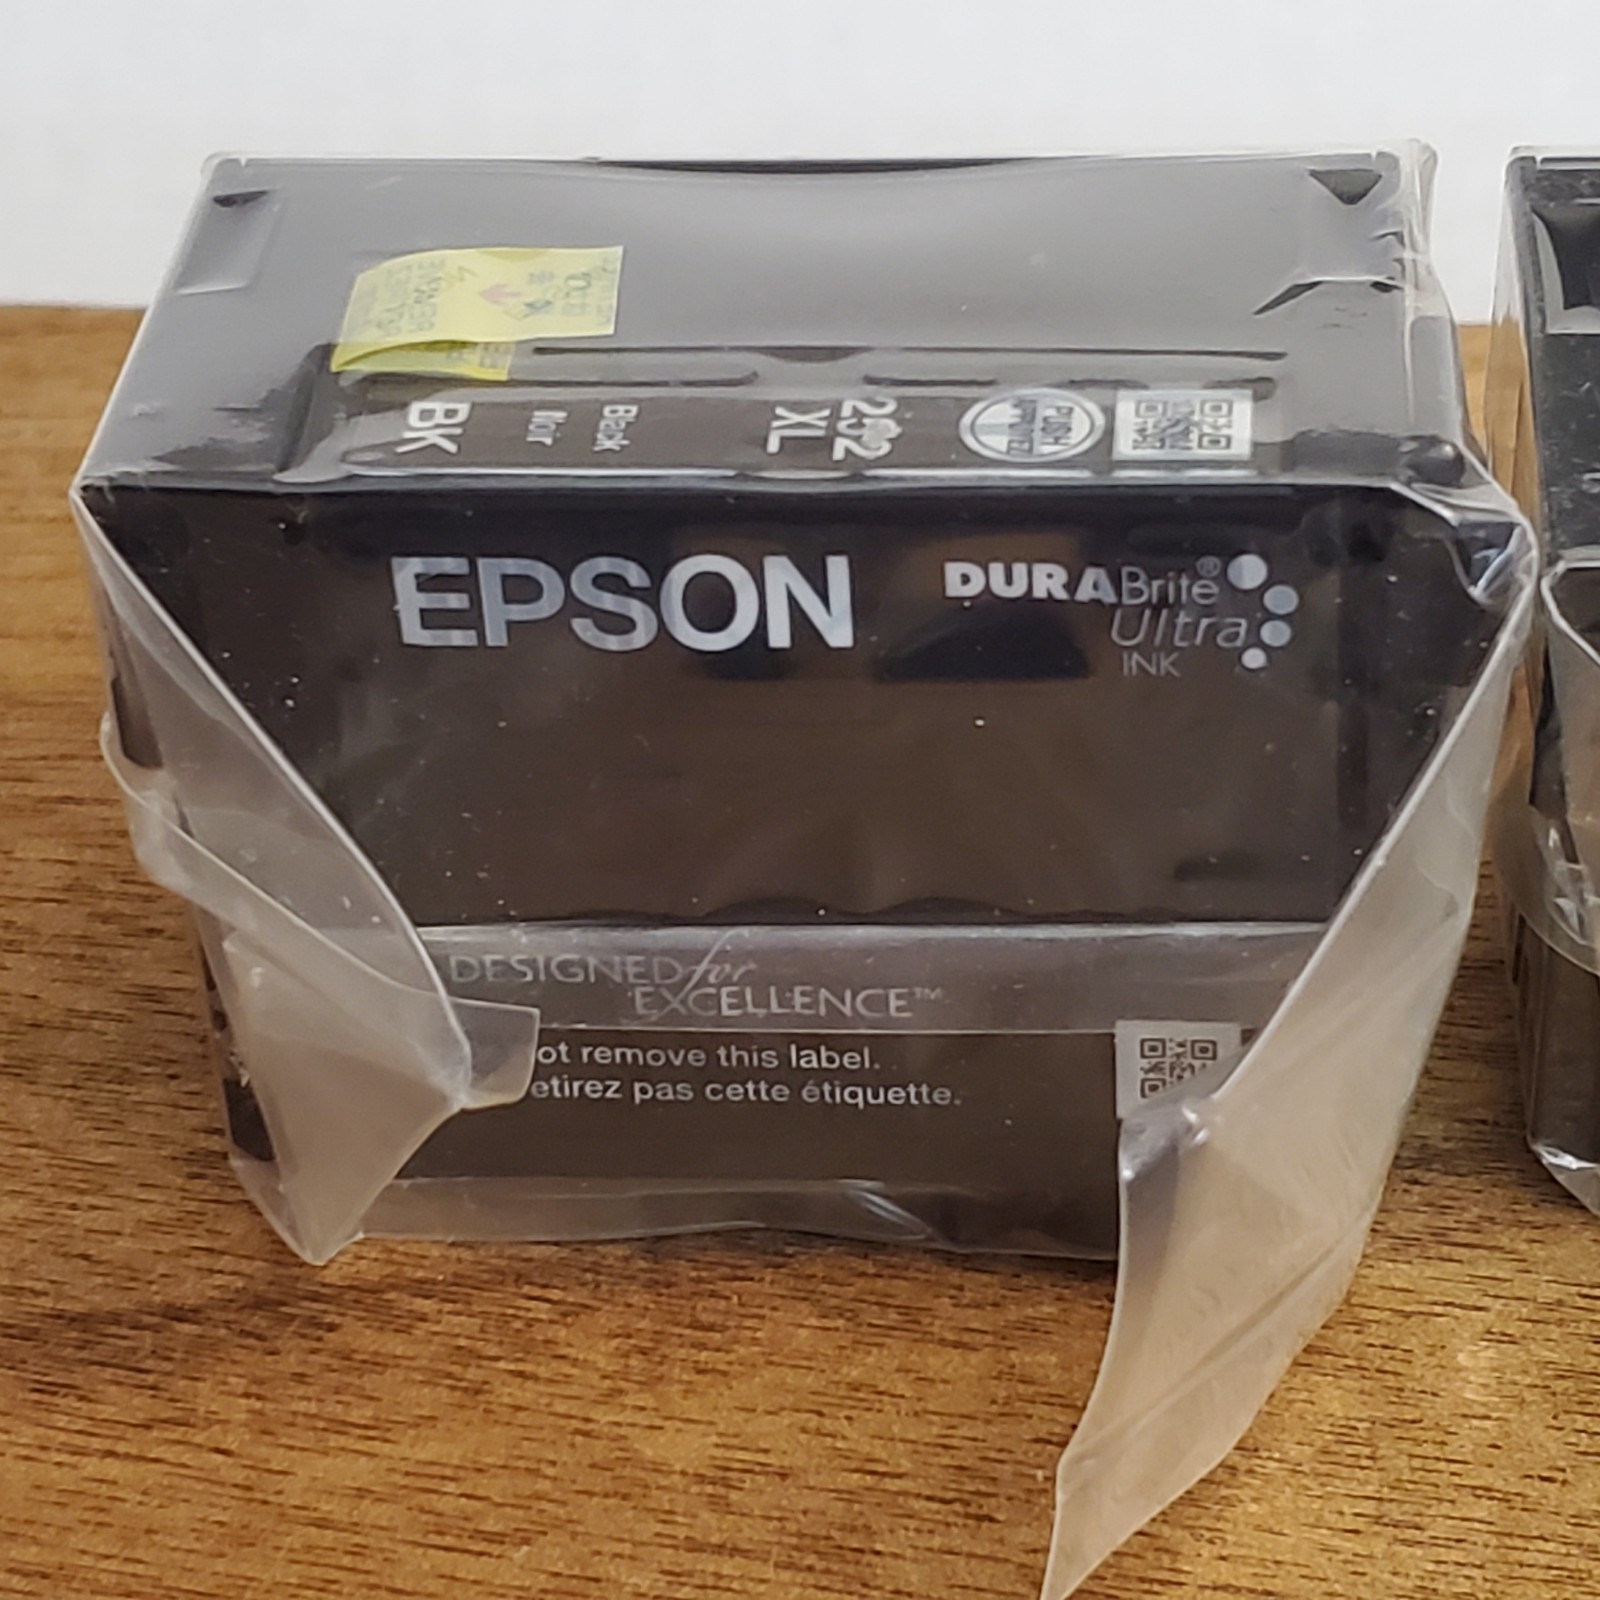 BK
Black
Noir
252
XL
PUSH
EPSON
DURABrite®
Ultra
INK
DESIGNED for
EXCELLENCE™
ot remove this label.
etirez pas cette étiquette.